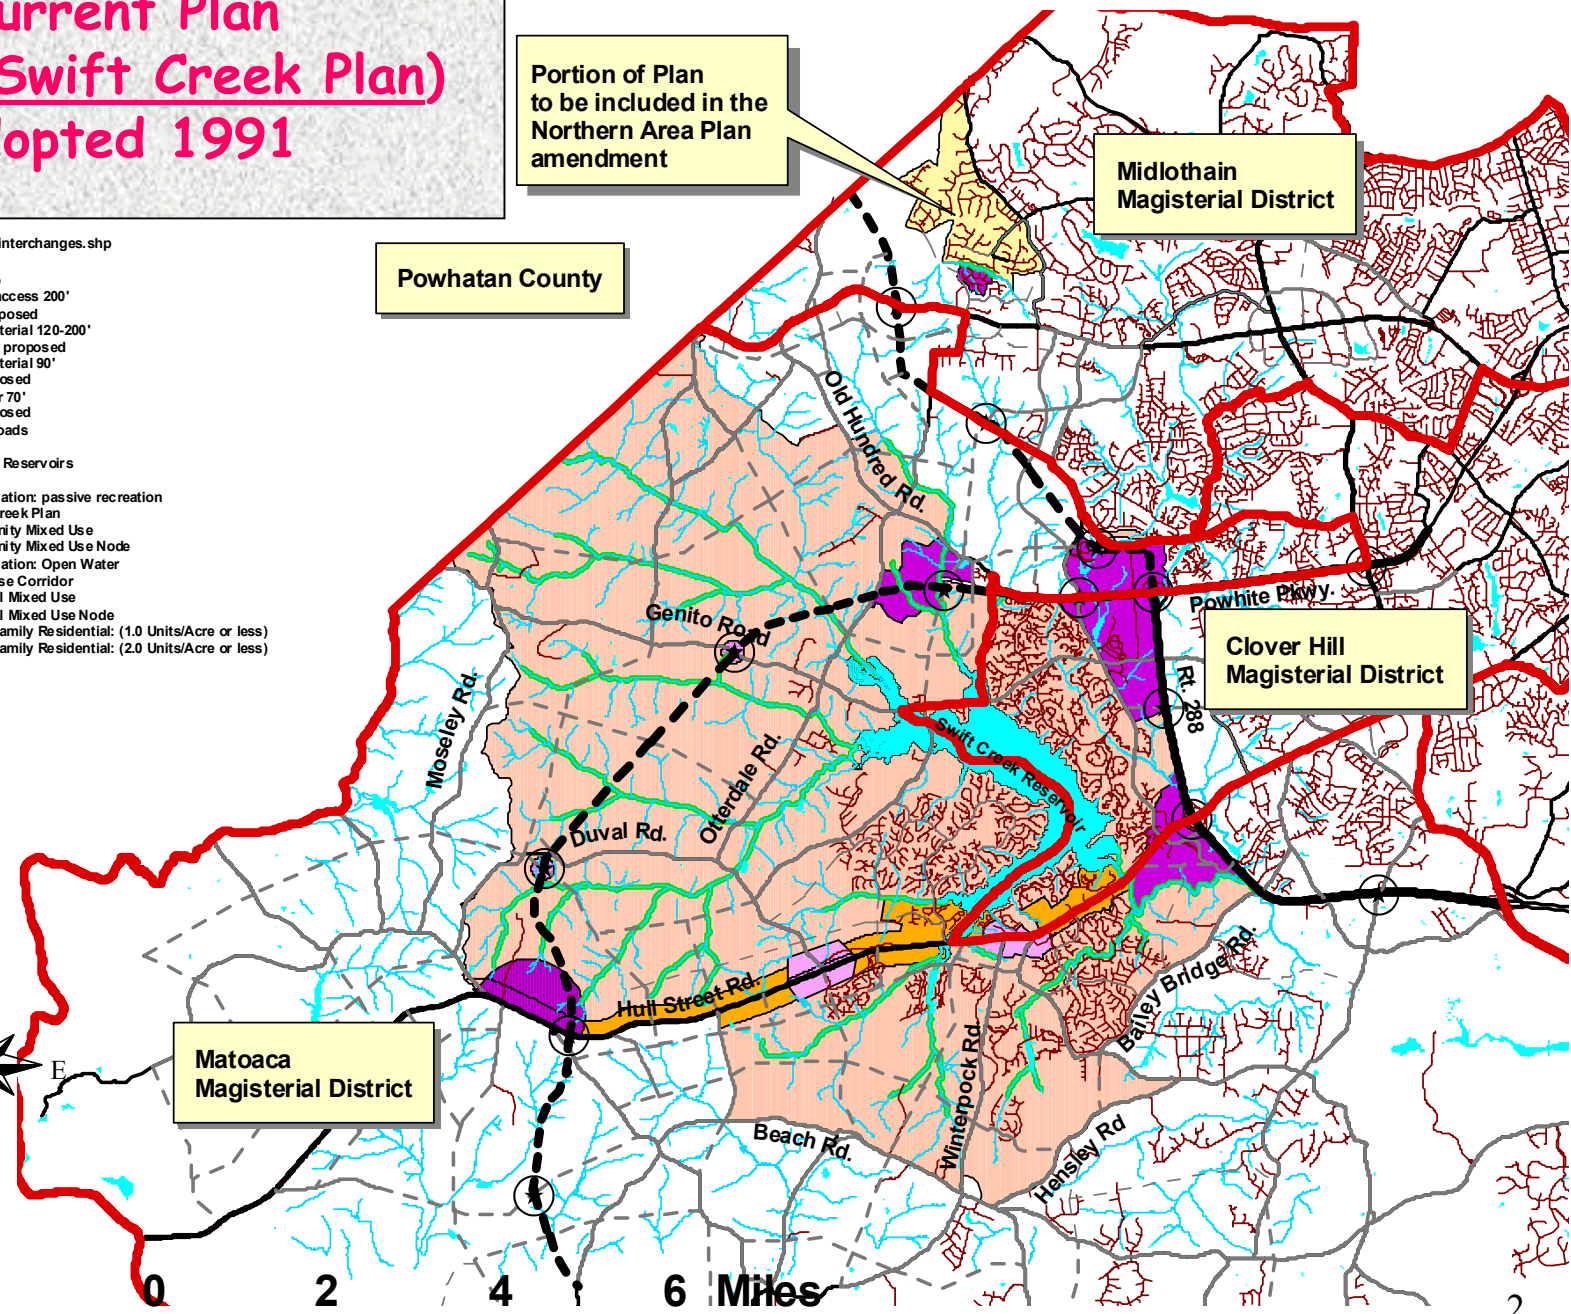 urrent Plan
(Swift Creek Plan)
lopted 1991
Portion of Plan
to be included in the
Northern Area Plan
amendment
Midlothain
Magisterial District
Powhatan County
interchanges.shp
access 200'
posed
terial 120-200'
proposed
terial 90'
osed
r 70'
osed
oads
Reservoirs
ation: passive recreation
reek Plan
nity Mixed Use
nity Mixed Use Node
ation: Open Water
se Corridor
l Mixed Use
l Mixed Use Node
amily Residential: (1.0 Units/Acre or less)
amily Residential: (2.0 Units/Acre or less)
Old Hundred Rd.
Powhite Pkwy.
Genito Road
Clover Hill
Magisterial District
Rt. 288
Moseley Rd.
Swift Creek Reservoir
Otterdale Rd.
Duval Rd.
Hull Street Rd.
Bailey Bridge Rd.
Matoaca
Magisterial District
E
Winterpock Rd.
Beach Rd.
Hensley Rd
0 2 4 6 Miles
2